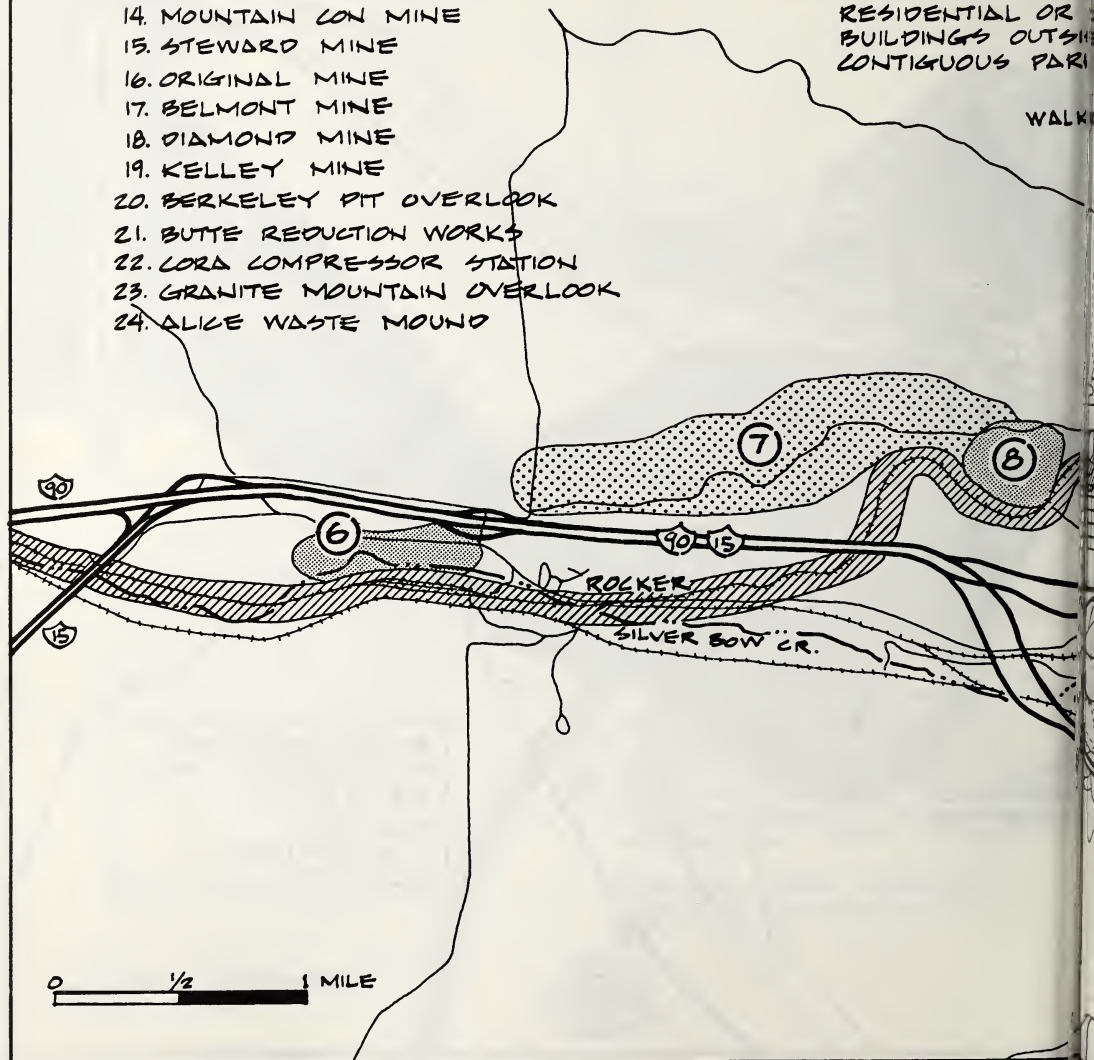 14. MOUNTAIN CON MINE
15. STEWARD MINE
16. ORIGINAL MINE
17. BELMONT MINE
18. DIAMOND MINE
19. KELLEY MINE
20. BERKELEY PIT OVERLOOK
21. BUTTE REDUCTION WORKS
22. CORA COMPRESSOR STATION
23. GRANITE MOUNTAIN OVERLOOK
24. ALICE WASTE MOUND
RESIDENTIAL OR
BUILDINGS
CONTIGUOUS
7
8
90
6
90 15
ROCKER
15
SILVER BOW CR.
0 1/2 1 MILE